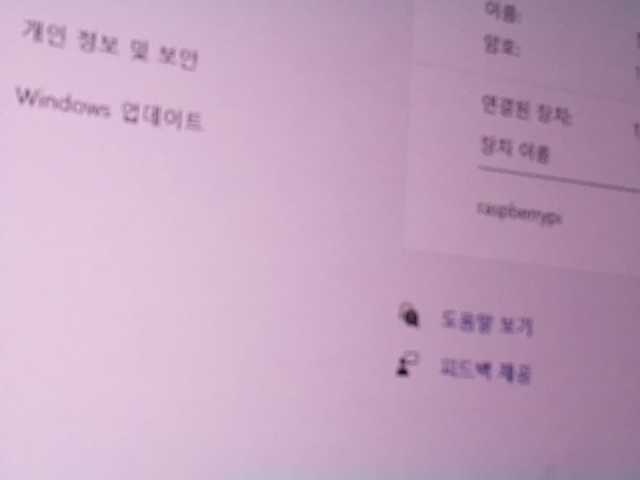 개인 정보 및 보안
Windows 업데이트
이름:
암호:
연결된 장치:
장치 이름
raspberrypi
도움말 보기
피드백 제공